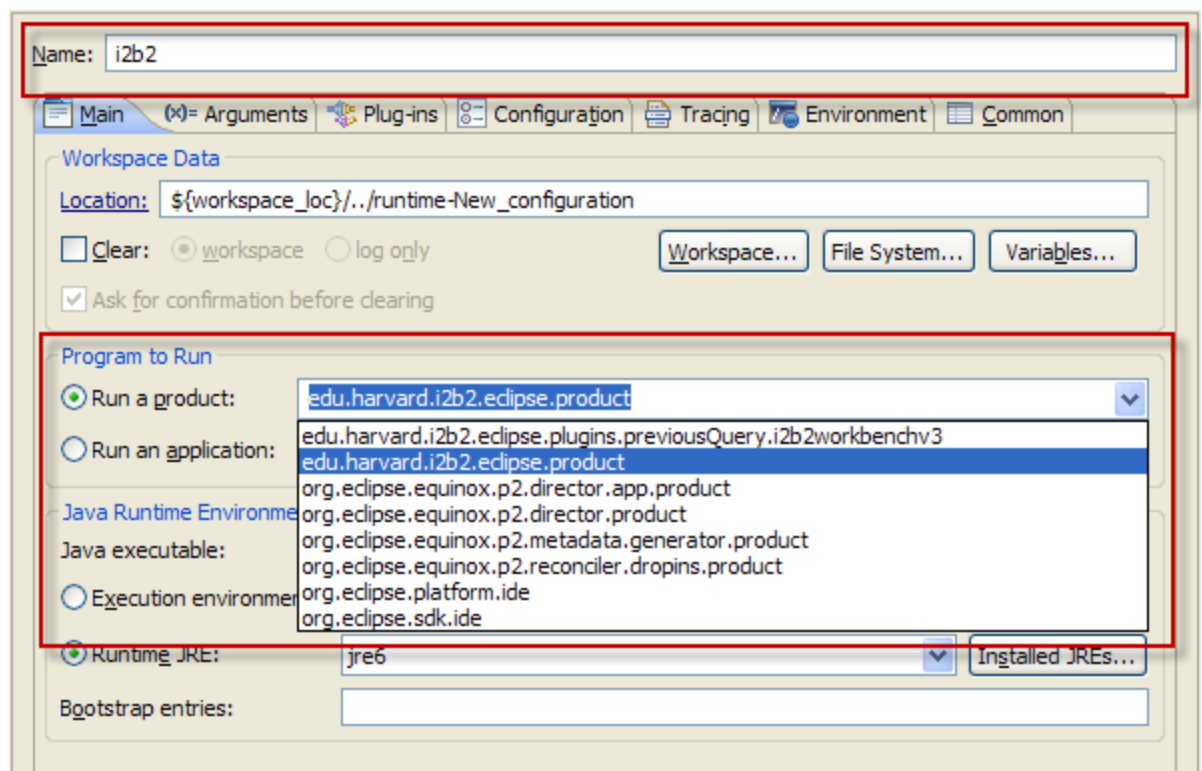 Name: i2b2
Main (x)= Arguments Plug-ins Configuration Tracing Environment Common
Workspace Data
Location: ${workspace_loc}/../runtime-New_configuration
Clear: workspace log only Workspace... File System... Variables...
Ask for confirmation before clearing
Program to Run
Run a product: edu.harvard.i2b2.eclipse.product
edu.harvard.i2b2.eclipse.plugins.previousQuery.i2b2workbenchv3
Run an application: edu.harvard.i2b2.eclipse.product
org.eclipse.equinox.p2.director.app.product
Java Runtime Environme org.eclipse.equinox.p2.director.product
Java executable: org.eclipse.equinox.p2.metadata.generator.product
org.eclipse.equinox.p2.reconciler.dropins.product
Execution environmen org.eclipse.platform.ide
org.eclipse.sdk.ide
Runtime JRE: jre6 Installed JREs...
Bootstrap entries: